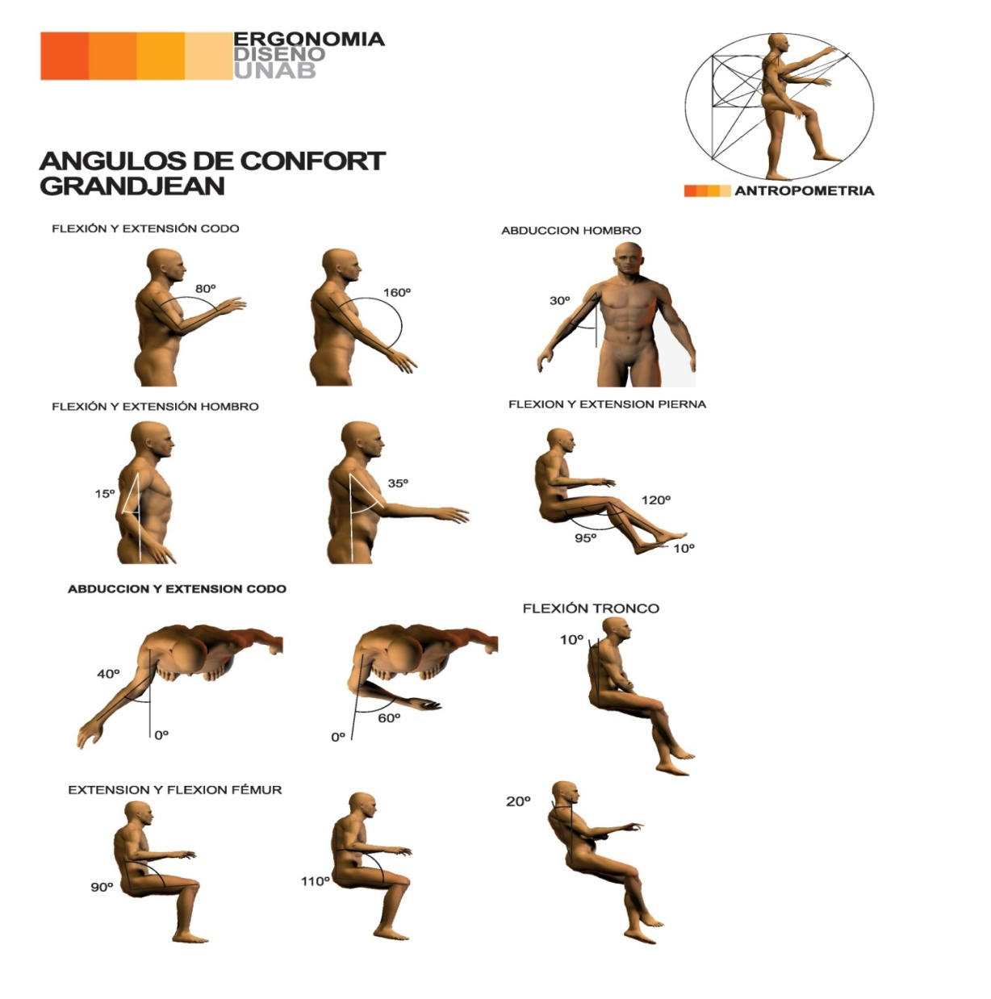 ERGONOMIA
DISEÑO
UNAB
ANTROPOMETRIA
ANGULOS DE CONFORT
GRANDJEAN
FLEXIÓN Y EXTENSIÓN CODO
80º
160º
ABDUCCION HOMBRO
30º
FLEXIÓN Y EXTENSIÓN HOMBRO
15º
35º
FLEXION Y EXTENSION PIERNA
120º
95º
10º
ABDUCCION Y EXTENSION CODO
40º
0º
60º
0º
FLEXIÓN TRONCO
10º
20º
EXTENSION Y FLEXION FÉMUR
90º
110º